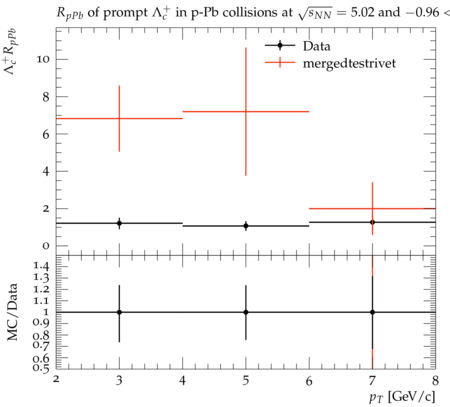 R_{pPb} of prompt Λ_c^+ in p-Pb collisions at √s_{NN} = 5.02 and −0.96 <
Λ_c^+ R_{pPb}
Data
mergedtestrivet
10
8
6
4
2
0
MC/Data
1.4
1.3
1.2
1.1
1
0.9
0.8
0.7
0.6
0.5
2 3 4 5 6 7 8
p_T [GeV/c]